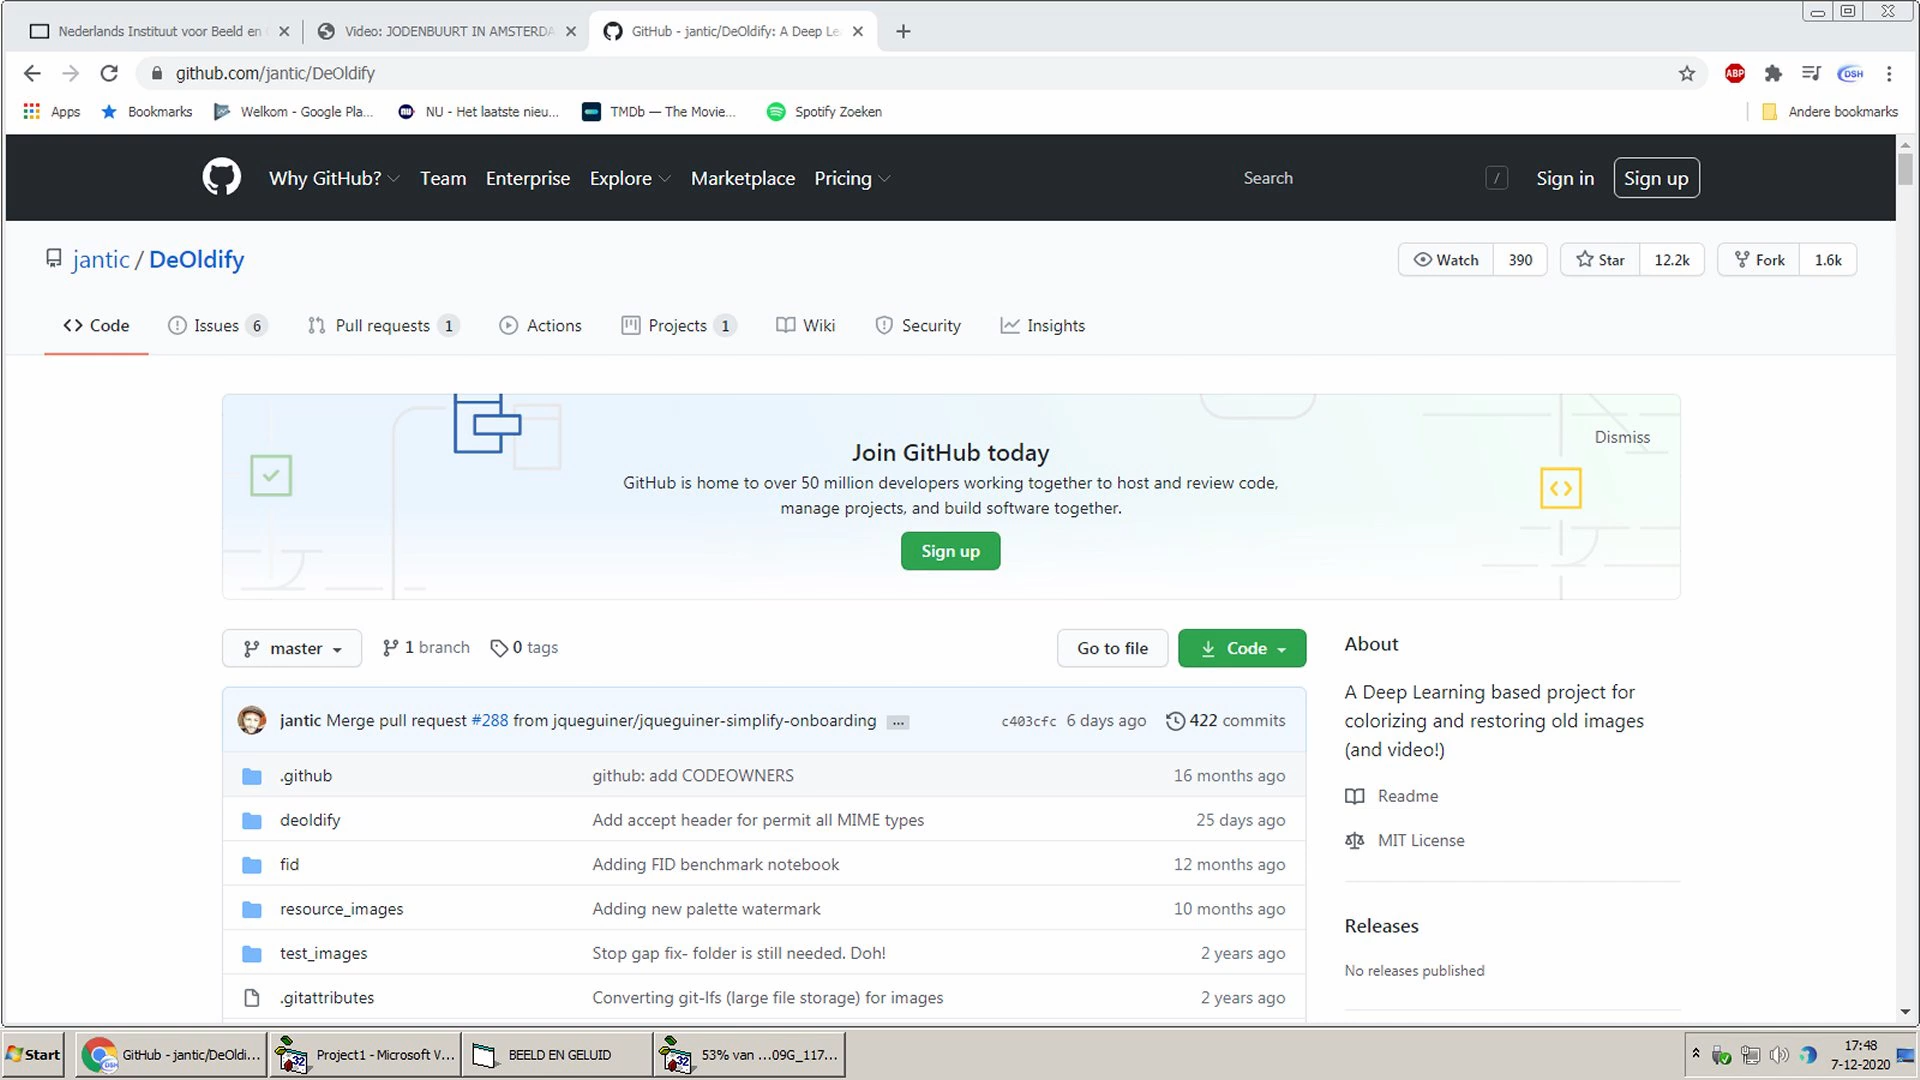 Nederlands Instituut voor Beeld en
Video: JODENBUURT IN AMSTERDA
GitHub - jantic/DeOldify: A Deep Le
github.com/jantic/DeOldify
ABP
DSH
Apps
Bookmarks
Welkom - Google Pla...
NU - Het laatste nieu...
TMDb — The Movie...
Spotify Zoeken
Andere bookmarks
Why GitHub?
Team
Enterprise
Explore
Marketplace
Pricing
Search
/
Sign in
Sign up
jantic / DeOldify
Watch 390
Star 12.2k
Fork 1.6k
Code
Issues 6
Pull requests 1
Actions
Projects 1
Wiki
Security
Insights
Join GitHub today
Dismiss
GitHub is home to over 50 million developers working together to host and review code,
manage projects, and build software together.
Sign up
master
1 branch
0 tags
Go to file
Code
jantic Merge pull request #288 from jqueguiner/jqueguiner-simplify-onboarding ...
c403cfc 6 days ago
422 commits
.github github: add CODEOWNERS 16 months ago
deoldify Add accept header for permit all MIME types 25 days ago
fid Adding FID benchmark notebook 12 months ago
resource_images Adding new palette watermark 10 months ago
test_images Stop gap fix- folder is still needed. Doh! 2 years ago
.gitattributes Converting git-lfs (large file storage) for images 2 years ago
About
A Deep Learning based project for
colorizing and restoring old images
(and video!)
Readme
MIT License
Releases
No releases published
Start
GitHub - jantic/DeOldi...
Project1 - Microsoft V...
BEELD EN GELUID
53% van ...09G_117...
17:48
7-12-2020